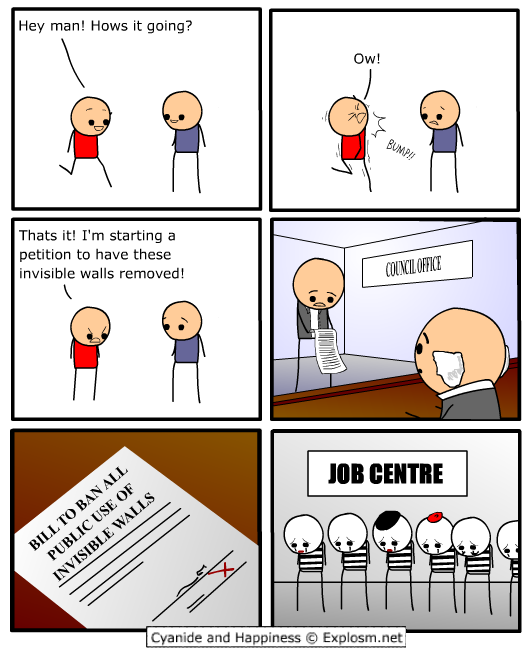 Hey man! Hows it going?
Ow!
BUMP!!
Thats it! I'm starting a
petition to have these
invisible walls removed!
COUNCIL OFFICE
BILL TO BAN ALL
PUBLIC USE OF
INVISIBLE WALLS
X
JOB CENTRE
Cyanide and Happiness © Explosm.net